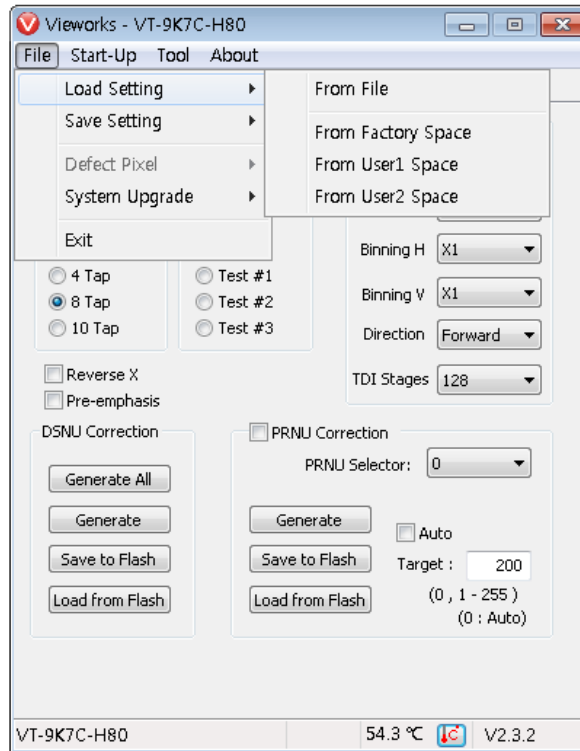 Vieworks - VT-9K7C-H80
File Start-Up Tool About
Load Setting
Save Setting
Defect Pixel
System Upgrade
Exit
From File
From Factory Space
From User1 Space
From User2 Space
4 Tap
8 Tap
10 Tap
Test #1
Test #2
Test #3
Binning H X1
Binning V X1
Direction Forward
TDI Stages 128
Reverse X
Pre-emphasis
DSNU Correction
Generate All
Generate
Save to Flash
Load from Flash
PRNU Correction
PRNU Selector: 0
Generate
Save to Flash
Load from Flash
Auto
Target : 200
(0 , 1 - 255 )
(0 : Auto)
VT-9K7C-H80 54.3 ℃ C V2.3.2